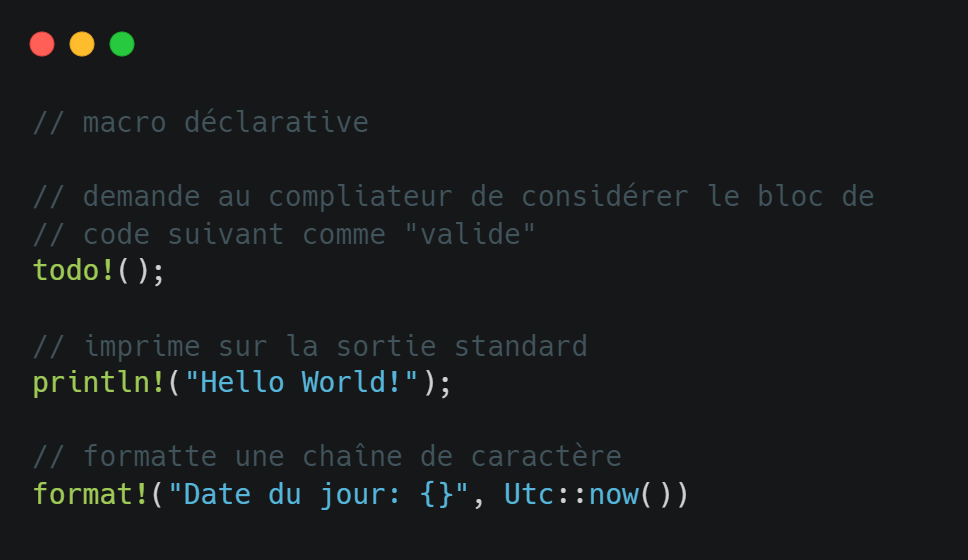 // macro déclarative
// demande au compliateur de considérer le bloc de
// code suivant comme "valide"
todo!();
// imprime sur la sortie standard
println!("Hello World!");
// formatte une chaîne de caractère
format!("Date du jour: {}", Utc::now())